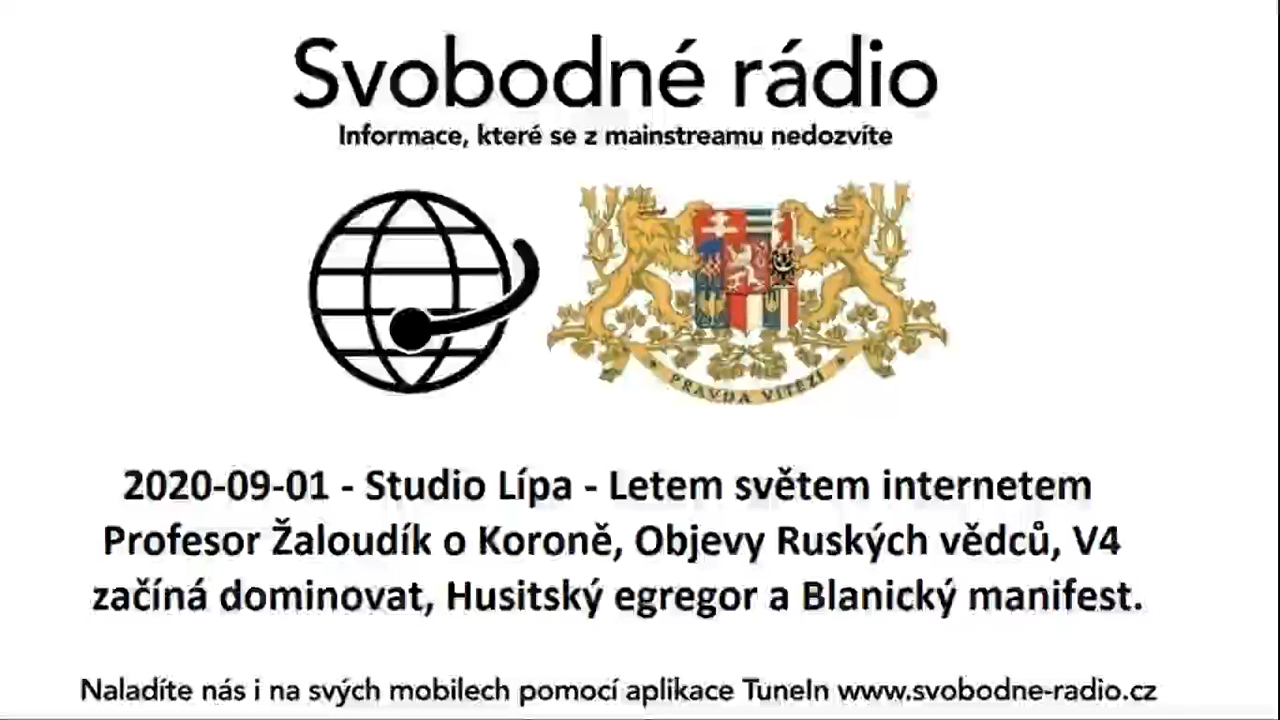 Svobodné rádio
Informace, které se z mainstreamu nedozvíte
PRAVDA VÍTĚZÍ
2020-09-01 - Studio Lípa - Letem světem internetem
Profesor Žaloudík o Koroně, Objevy Ruských vědců, V4
začíná dominovat, Husitský egregor a Blanický manifest.
Naladíte nás i na svých mobilech pomocí aplikace TuneIn www.svobodne-radio.cz